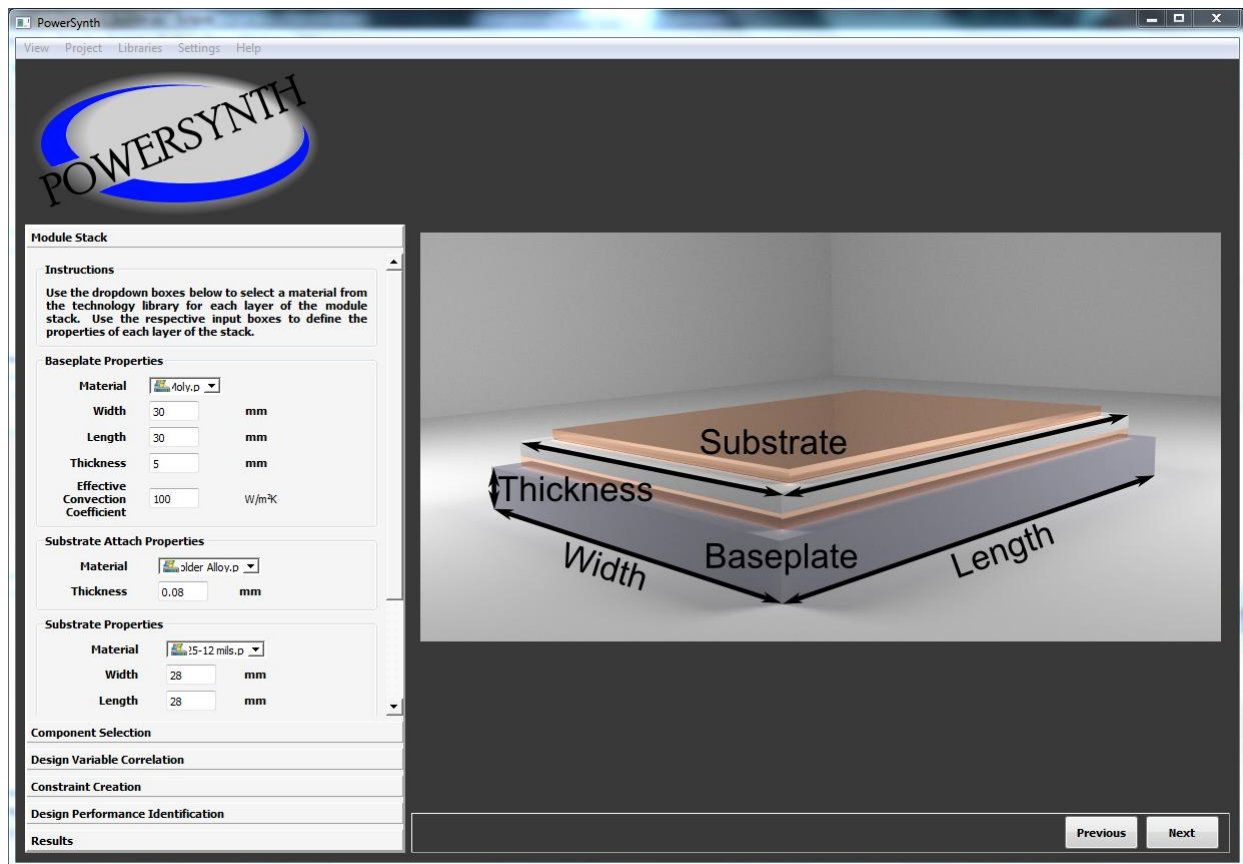 PowerSynth
View Project Libraries Settings Help
POWERSYNTH
Module Stack
Instructions
Use the dropdown boxes below to select a material from
the technology library for each layer of the module
stack. Use the respective input boxes to define the
properties of each layer of the stack.
Baseplate Properties
Material
Width 30 mm
Length 30 mm
Thickness 5 mm
Effective
Convection 100 W/m²K
Coefficient
Substrate Attach Properties
Material older Alloy.p
Thickness 0.08 mm
Substrate Properties
Material 25-12 mils.p
Width 28 mm
Length 28 mm
Component Selection
Design Variable Correlation
Constraint Creation
Design Performance Identification
Results
Substrate
Thickness
Baseplate
Width
Length
Previous Next